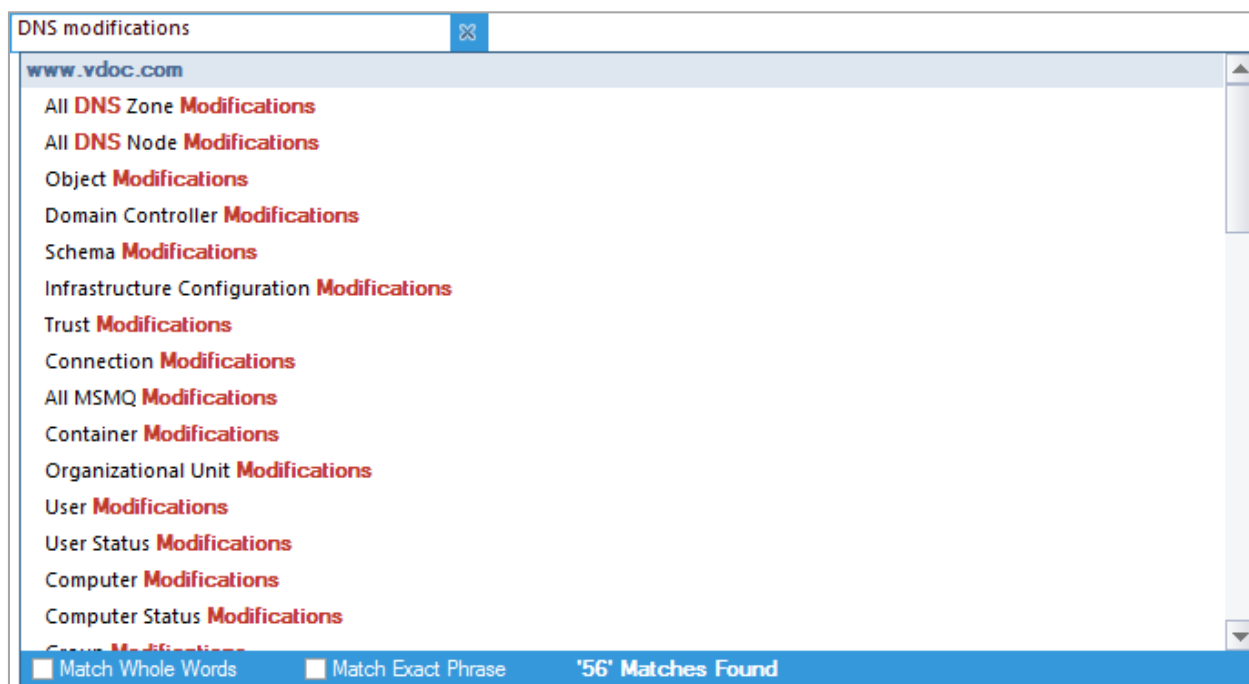 DNS modifications
www.vdoc.com
All DNS Zone Modifications
All DNS Node Modifications
Object Modifications
Domain Controller Modifications
Schema Modifications
Infrastructure Configuration Modifications
Trust Modifications
Connection Modifications
All MSMQ Modifications
Container Modifications
Organizational Unit Modifications
User Modifications
User Status Modifications
Computer Modifications
Computer Status Modifications
Group Modifications
Match Whole Words Match Exact Phrase '56' Matches Found